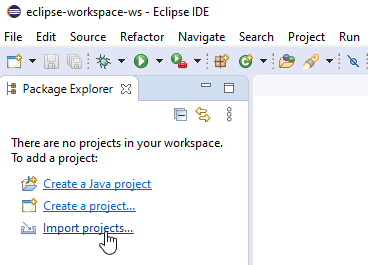 eclipse-workspace-ws - Eclipse IDE
File Edit Source Refactor Navigate Search Project Run
Package Explorer
There are no projects in your workspace.
To add a project:
Create a Java project
Create a project...
Import projects...